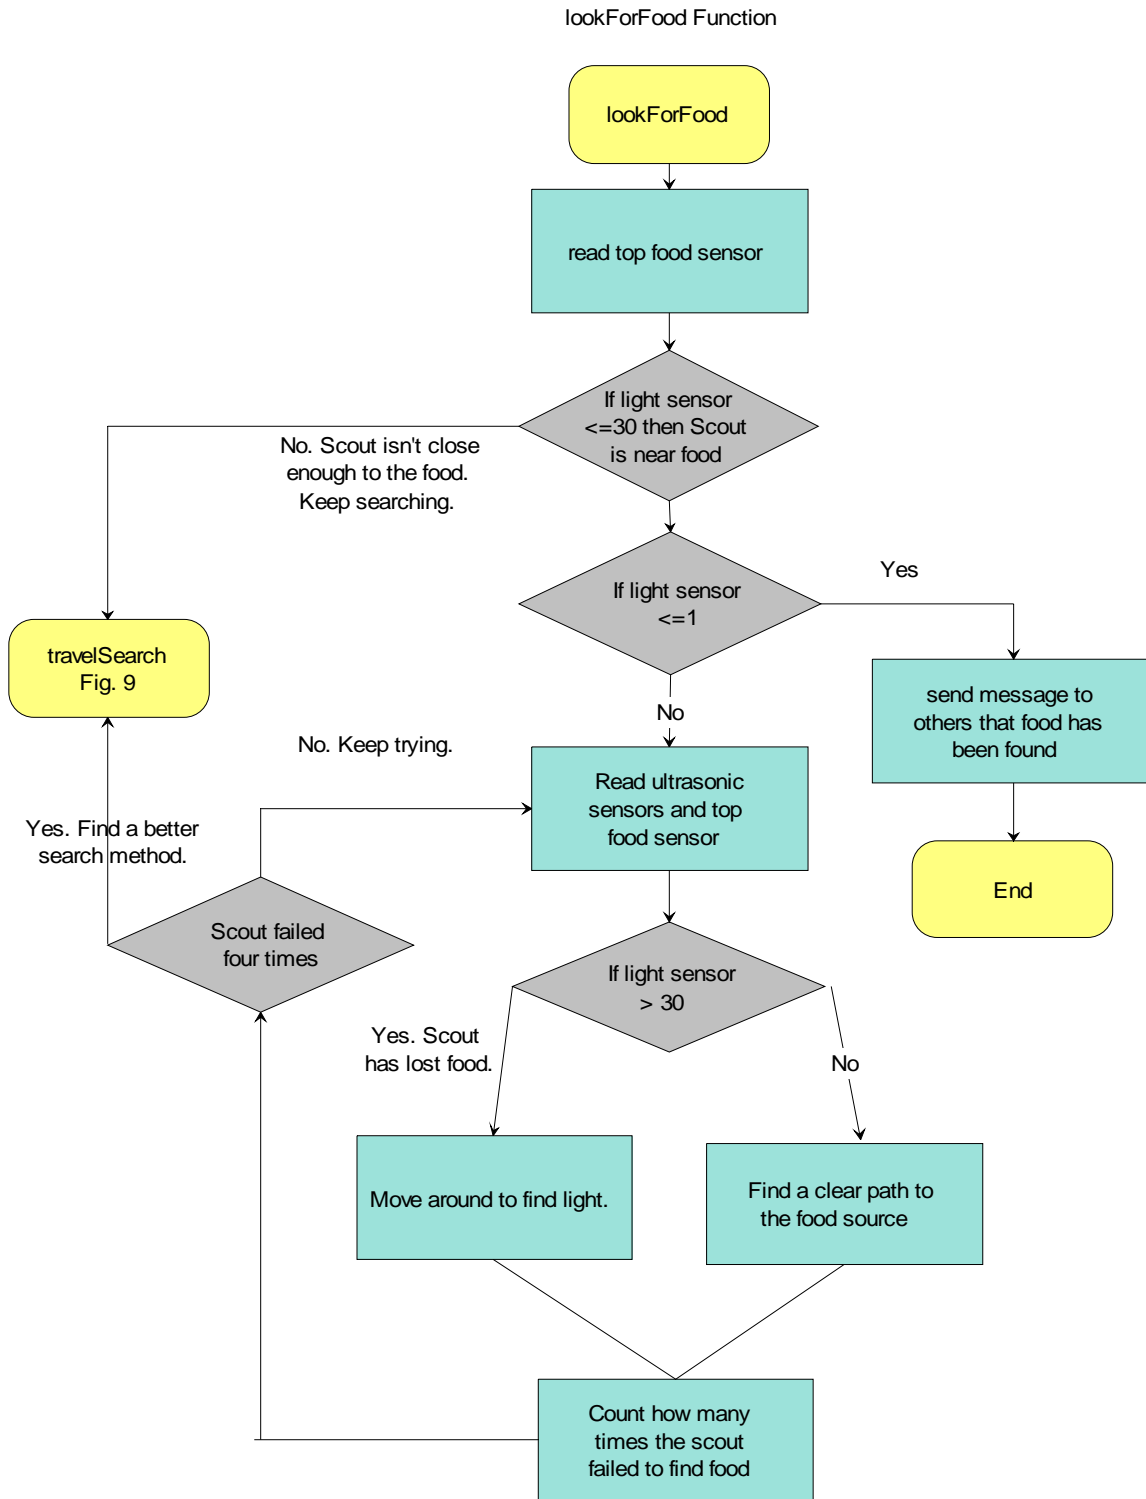 lookForFood Function
lookForFood
read top food sensor
If light sensor
<=30 then Scout
is near food
No. Scout isn't close
enough to the food.
Keep searching.
If light sensor
<=1
Yes
travelSearch
Fig. 9
send message to
others that food has
been found
No
No. Keep trying.
Read ultrasonic
sensors and top
food sensor
Yes. Find a better
search method.
End
Scout failed
four times
If light sensor
> 30
Yes. Scout
has lost food.
No
Move around to find light.
Find a clear path to
the food source
Count how many
times the scout
failed to find food